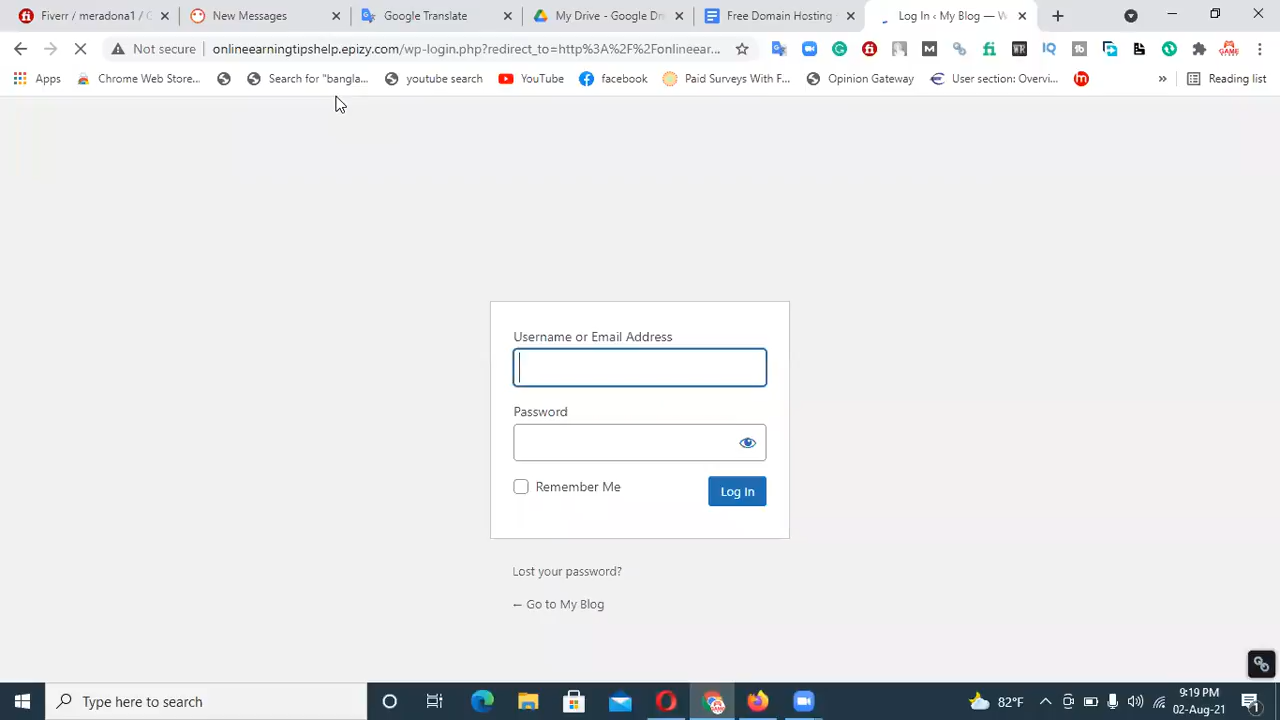 Fiverr / meradona1 / G
New Messages
Google Translate
My Drive - Google Dri
Free Domain Hosting -
Log In ‹ My Blog — W
Not secure
onlineearningtipshelp.epizy.com/wp-login.php?redirect_to=http%3A%2F%2Fonlineear...
Apps
Chrome Web Store...
Search for "bangla...
youtube search
YouTube
facebook
Paid Surveys With F...
Opinion Gateway
User section: Overvi...
»
Reading list
Username or Email Address
Password
Remember Me
Log In
Lost your password?
← Go to My Blog
Type here to search
82°F
9:19 PM
02-Aug-21